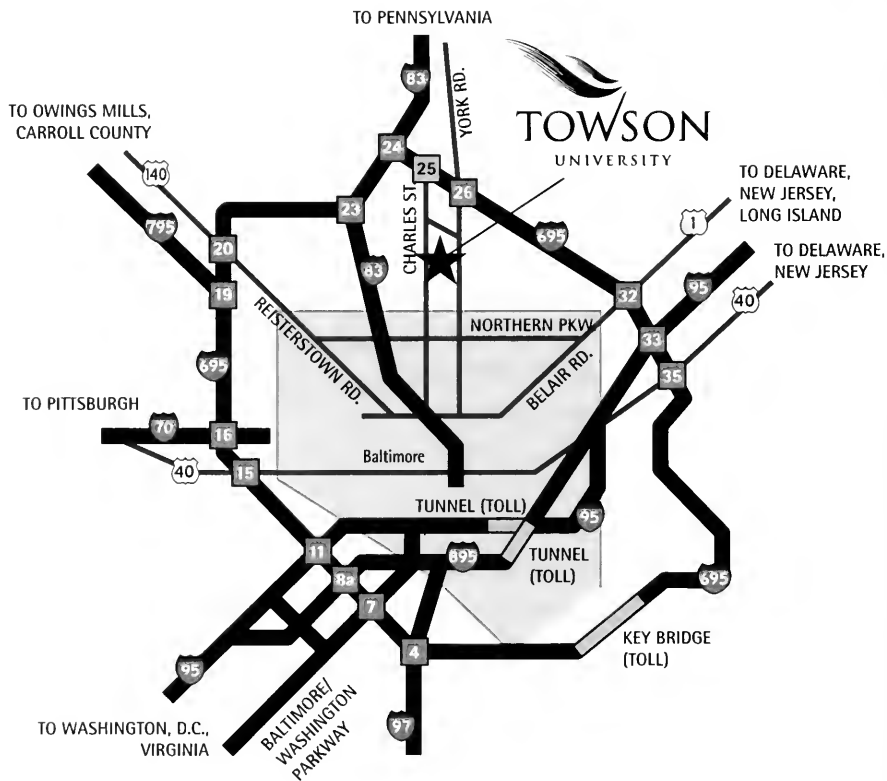 TO PENNSYLVANIA
83
YORK RD.
TOWSON
UNIVERSITY
TO OWINGS MILLS,
CARROLL COUNTY
140
24
25
26
TO DELAWARE,
NEW JERSEY,
LONG ISLAND
795
23
CHARLES ST.
695
1
20
83
TO DELAWARE,
NEW JERSEY
19
32
95
40
REISTERSTOWN RD.
NORTHERN PKW.
BELAIR RD.
33
695
35
TO PITTSBURGH
70
16
40
15
Baltimore
TUNNEL (TOLL)
95
11
695
TUNNEL
(TOLL)
8a
7
695
4
KEY BRIDGE
(TOLL)
95
97
TO WASHINGTON, D.C.,
VIRGINIA
BALTIMORE/
WASHINGTON
PARKWAY